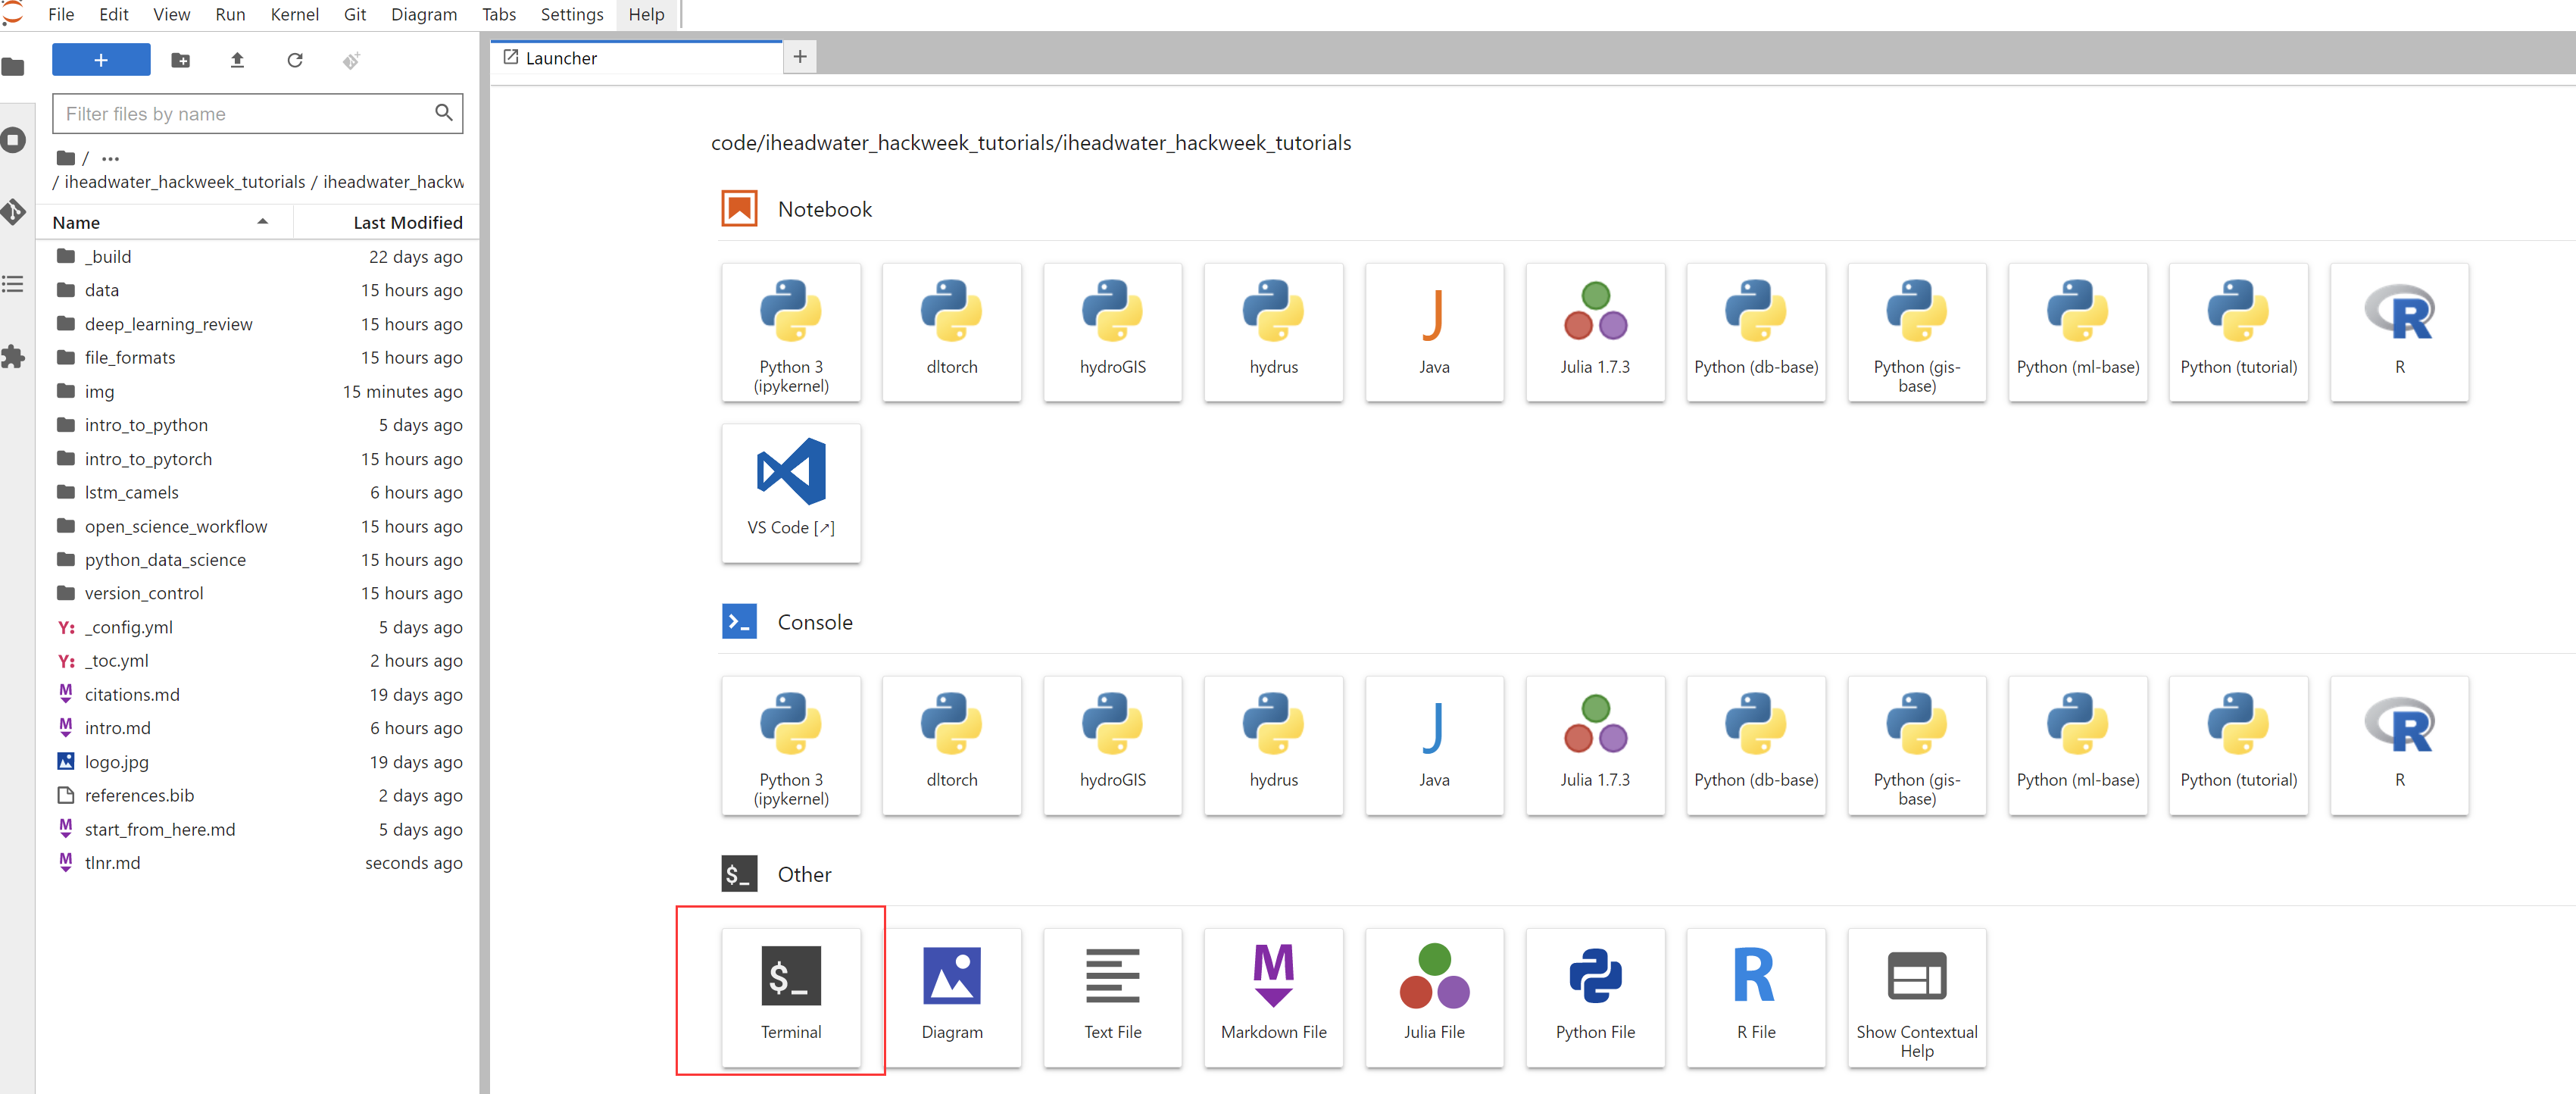 File Edit View Run Kernel Git Diagram Tabs Settings Help
+
Launcher
+
Filter files by name
/ ···
/ iheadwater_hackweek_tutorials / iheadwater_hackw
Name Last Modified
_build 22 days ago
data 15 hours ago
deep_learning_review 15 hours ago
file_formats 15 hours ago
img 15 minutes ago
intro_to_python 5 days ago
intro_to_pytorch 15 hours ago
lstm_camels 6 hours ago
open_science_workflow 15 hours ago
python_data_science 15 hours ago
version_control 15 hours ago
Y: _config.yml 5 days ago
Y: _toc.yml 2 hours ago
M citations.md 19 days ago
M intro.md 6 hours ago
logo.jpg 19 days ago
references.bib 2 days ago
M start_from_here.md 5 days ago
M tlnr.md seconds ago
code/iheadwater_hackweek_tutorials/iheadwater_hackweek_tutorials
Notebook
Python 3
(ipykernel)
dltorch
hydroGIS
hydrus
J
Java
Julia 1.7.3
Python (db-base)
Python (gis-
base)
Python (ml-base)
Python (tutorial)
R
R
VS Code [↗]
>_ Console
Python 3
(ipykernel)
dltorch
hydroGIS
hydrus
J
Java
Julia 1.7.3
Python (db-base)
Python (gis-
base)
Python (ml-base)
Python (tutorial)
R
R
$_ Other
$_
Terminal
Diagram
Text File
M
Markdown File
Julia File
Python File
R
R File
Show Contextual
Help